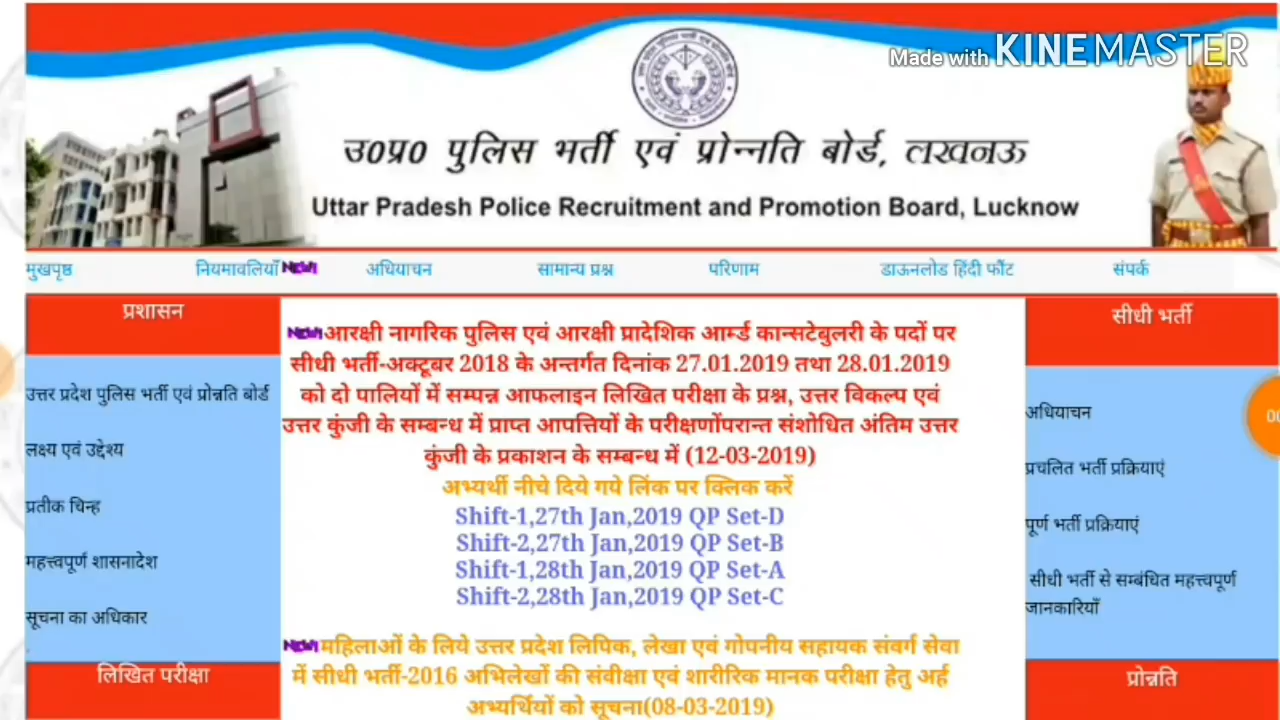 Made with KINEMASTER
उ0प्र0 पुलिस भर्ती एवं प्रोन्नति बोर्ड, लखनऊ
Uttar Pradesh Police Recruitment and Promotion Board, Lucknow
मुखपृष्ठ नियमावलियाँ New अधियाचन सामान्य प्रश्न परिणाम डाऊनलोड हिंदी फौंट संपर्क
प्रशासन
उत्तर प्रदेश पुलिस भर्ती एवं प्रोन्नति बोर्ड
लक्ष्य एवं उद्देश्य
प्रतीक चिन्ह
महत्त्वपूर्ण शासनादेश
सूचना का अधिकार
लिखित परीक्षा
New आरक्षी नागरिक पुलिस एवं आरक्षी प्रादेशिक आर्म्ड कान्सटेबुलरी के पदों पर
सीधी भर्ती-अक्टूबर 2018 के अन्तर्गत दिनांक 27.01.2019 तथा 28.01.2019
को दो पालियों में सम्पन्न आफलाइन लिखित परीक्षा के प्रश्न, उत्तर विकल्प एवं
उत्तर कुंजी के सम्बन्ध में प्राप्त आपत्तियों के परीक्षणोंपरान्त संशोधित अंतिम उत्तर
कुंजी के प्रकाशन के सम्बन्ध में (12-03-2019)
अभ्यर्थी नीचे दिये गये लिंक पर क्लिक करें
Shift-1,27th Jan,2019 QP Set-D
Shift-2,27th Jan,2019 QP Set-B
Shift-1,28th Jan,2019 QP Set-A
Shift-2,28th Jan,2019 QP Set-C
New महिलाओं के लिये उत्तर प्रदेश लिपिक, लेखा एवं गोपनीय सहायक संवर्ग सेवा
में सीधी भर्ती-2016 अभिलेखों की संवीक्षा एवं शारीरिक मानक परीक्षा हेतु अर्ह
अभ्यर्थियों को सूचना(08-03-2019)
सीधी भर्ती
अधियाचन
प्रचलित भर्ती प्रक्रियाएं
पूर्ण भर्ती प्रक्रियाएं
सीधी भर्ती से सम्बंधित महत्त्वपूर्ण
जानकारियाँ
प्रोन्नति